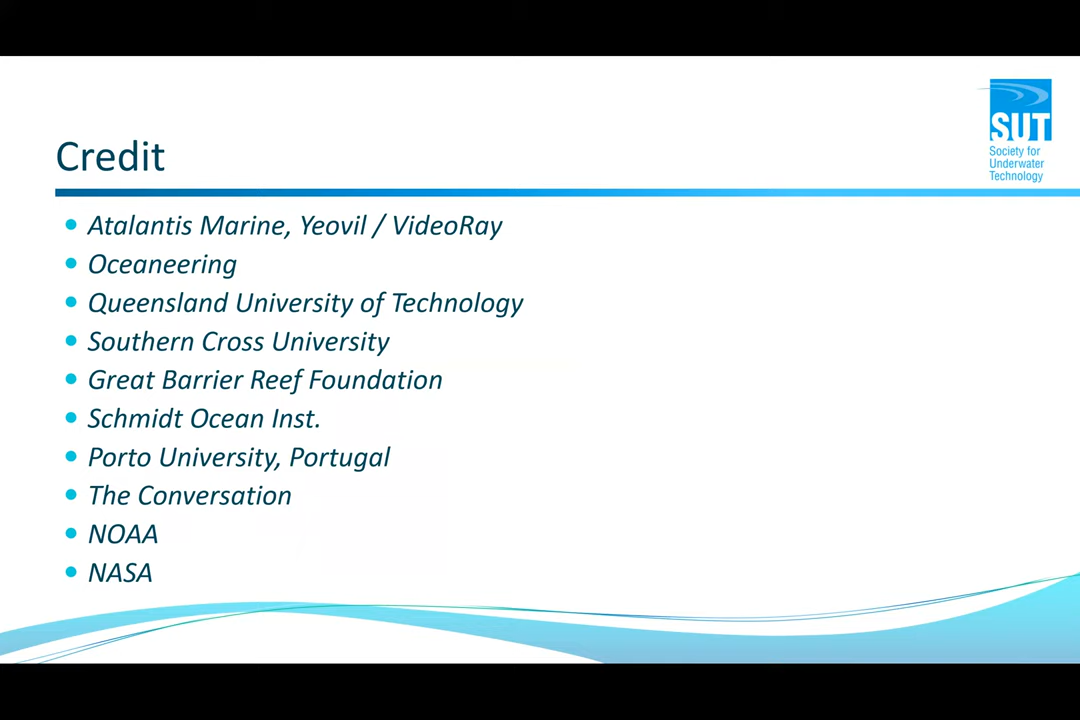 SUT
Society for
Underwater
Technology
Credit
Atalantis Marine, Yeovil / VideoRay
Oceaneering
Queensland University of Technology
Southern Cross University
Great Barrier Reef Foundation
Schmidt Ocean Inst.
Porto University, Portugal
The Conversation
NOAA
NASA